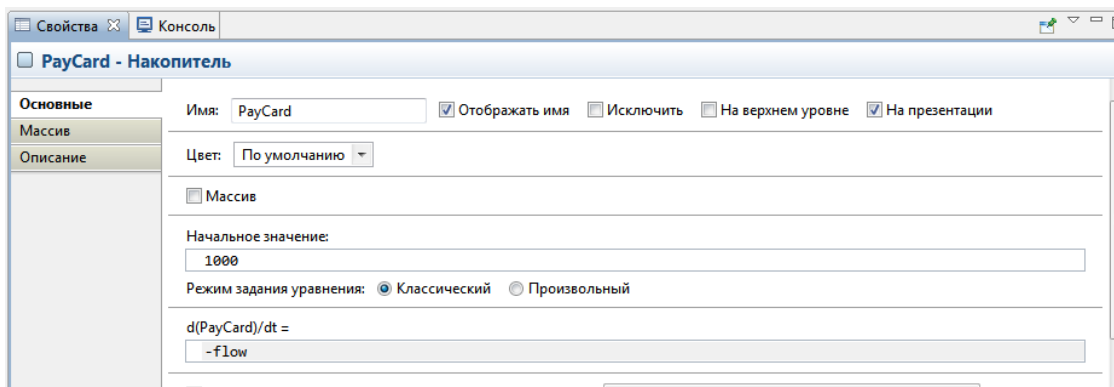 Свойства Консоль
PayCard - Накопитель
Основные
Массив
Описание
Имя: PayCard Отображать имя Исключить На верхнем уровне На презентации
Цвет: По умолчанию
Массив
Начальное значение:
1000
Режим задания уравнения: Классический Произвольный
d(PayCard)/dt =
-flow